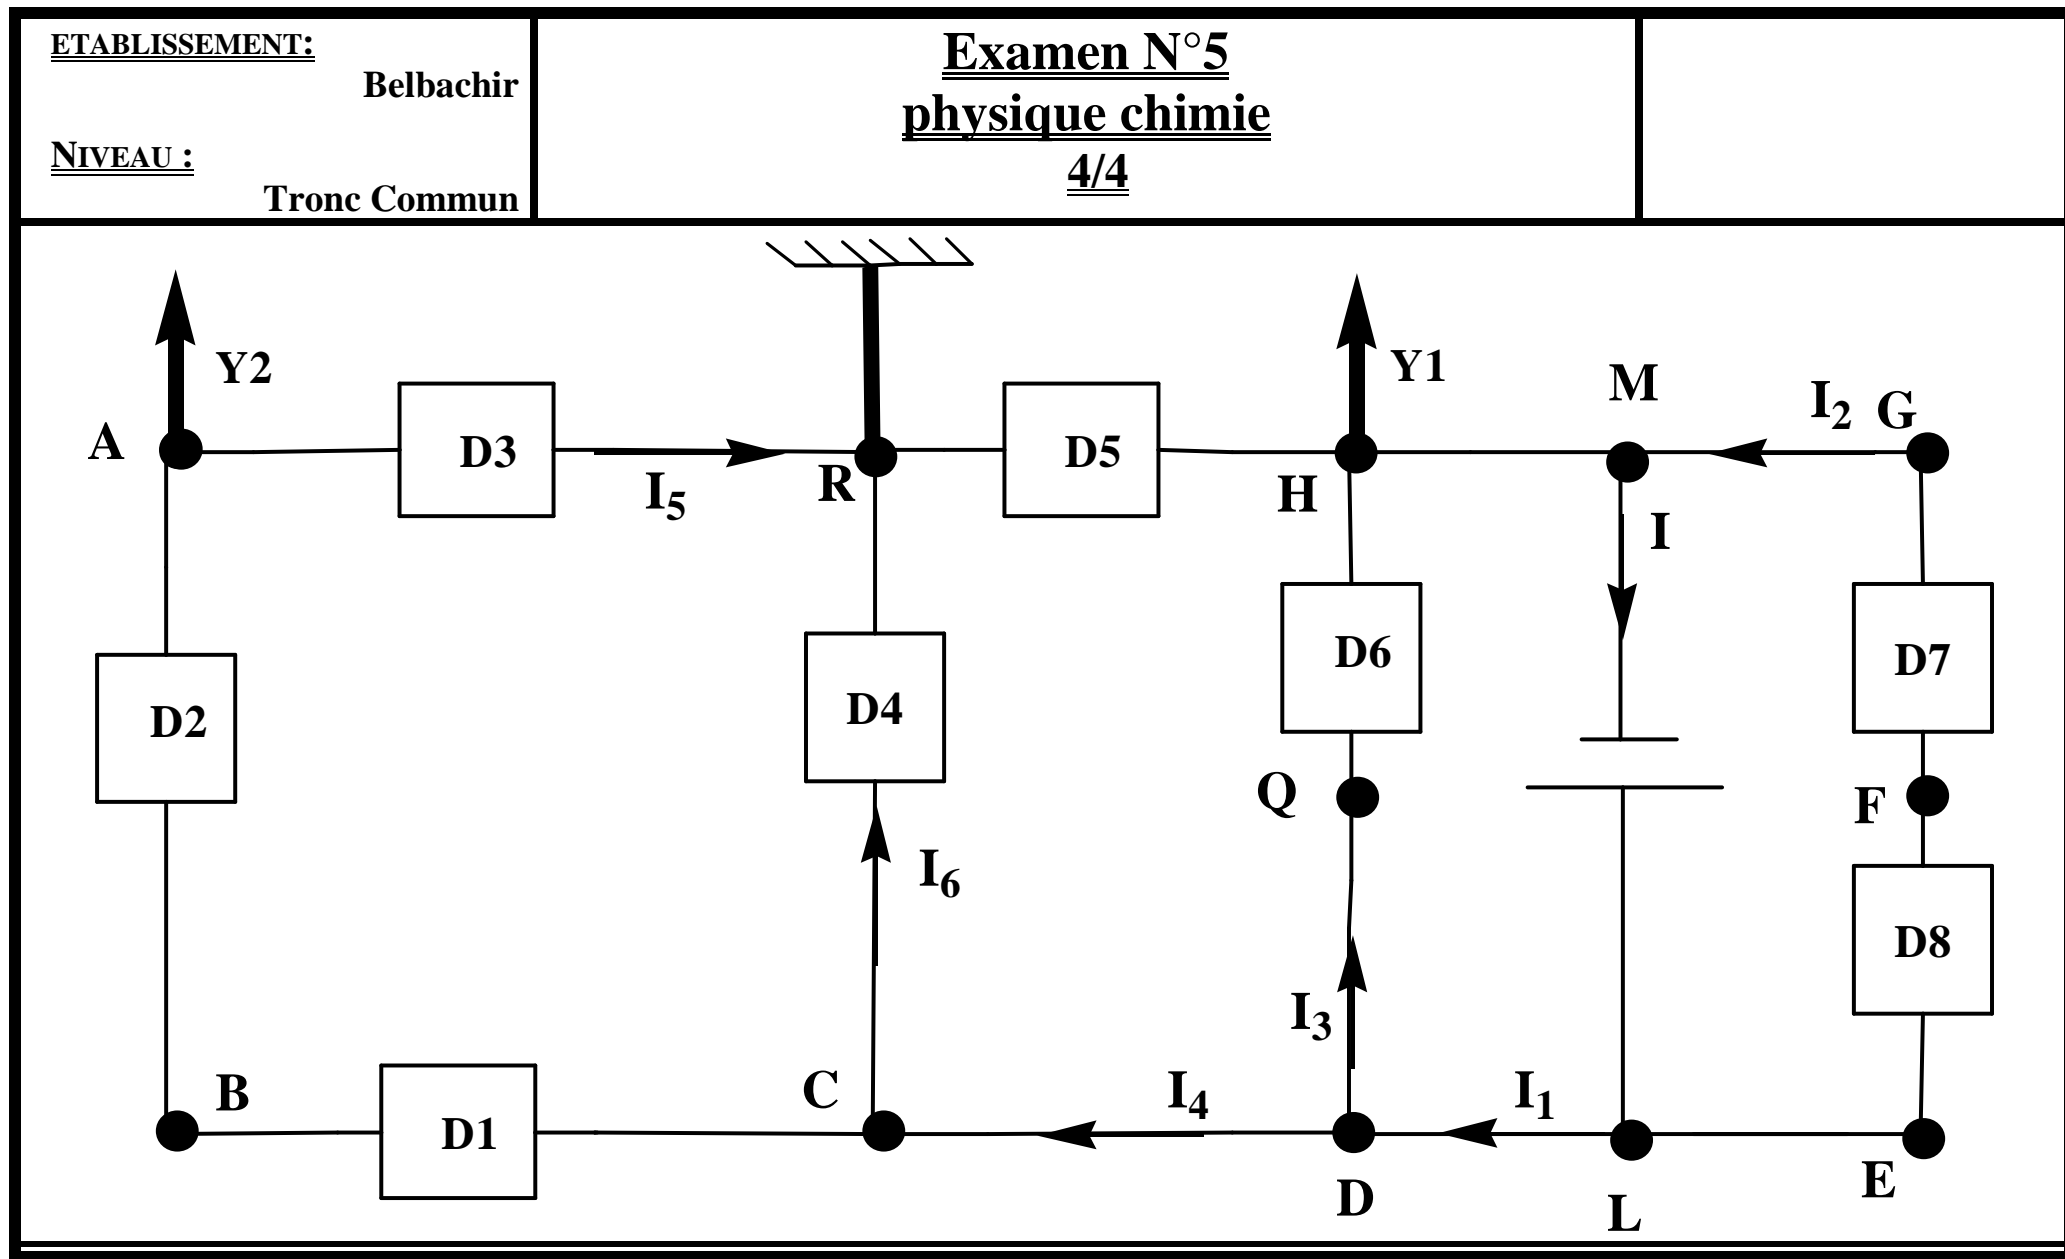 ETABLISSEMENT:
Belbachir
NIVEAU :
Tronc Commun
Examen N°5
physique chimie
4/4
Y2
Y1
M
I2
G
A
D3
I5
R
D5
H
I
D2
D4
D6
D7
Q
F
I6
D8
I3
B
D1
C
I4
I1
D
L
E